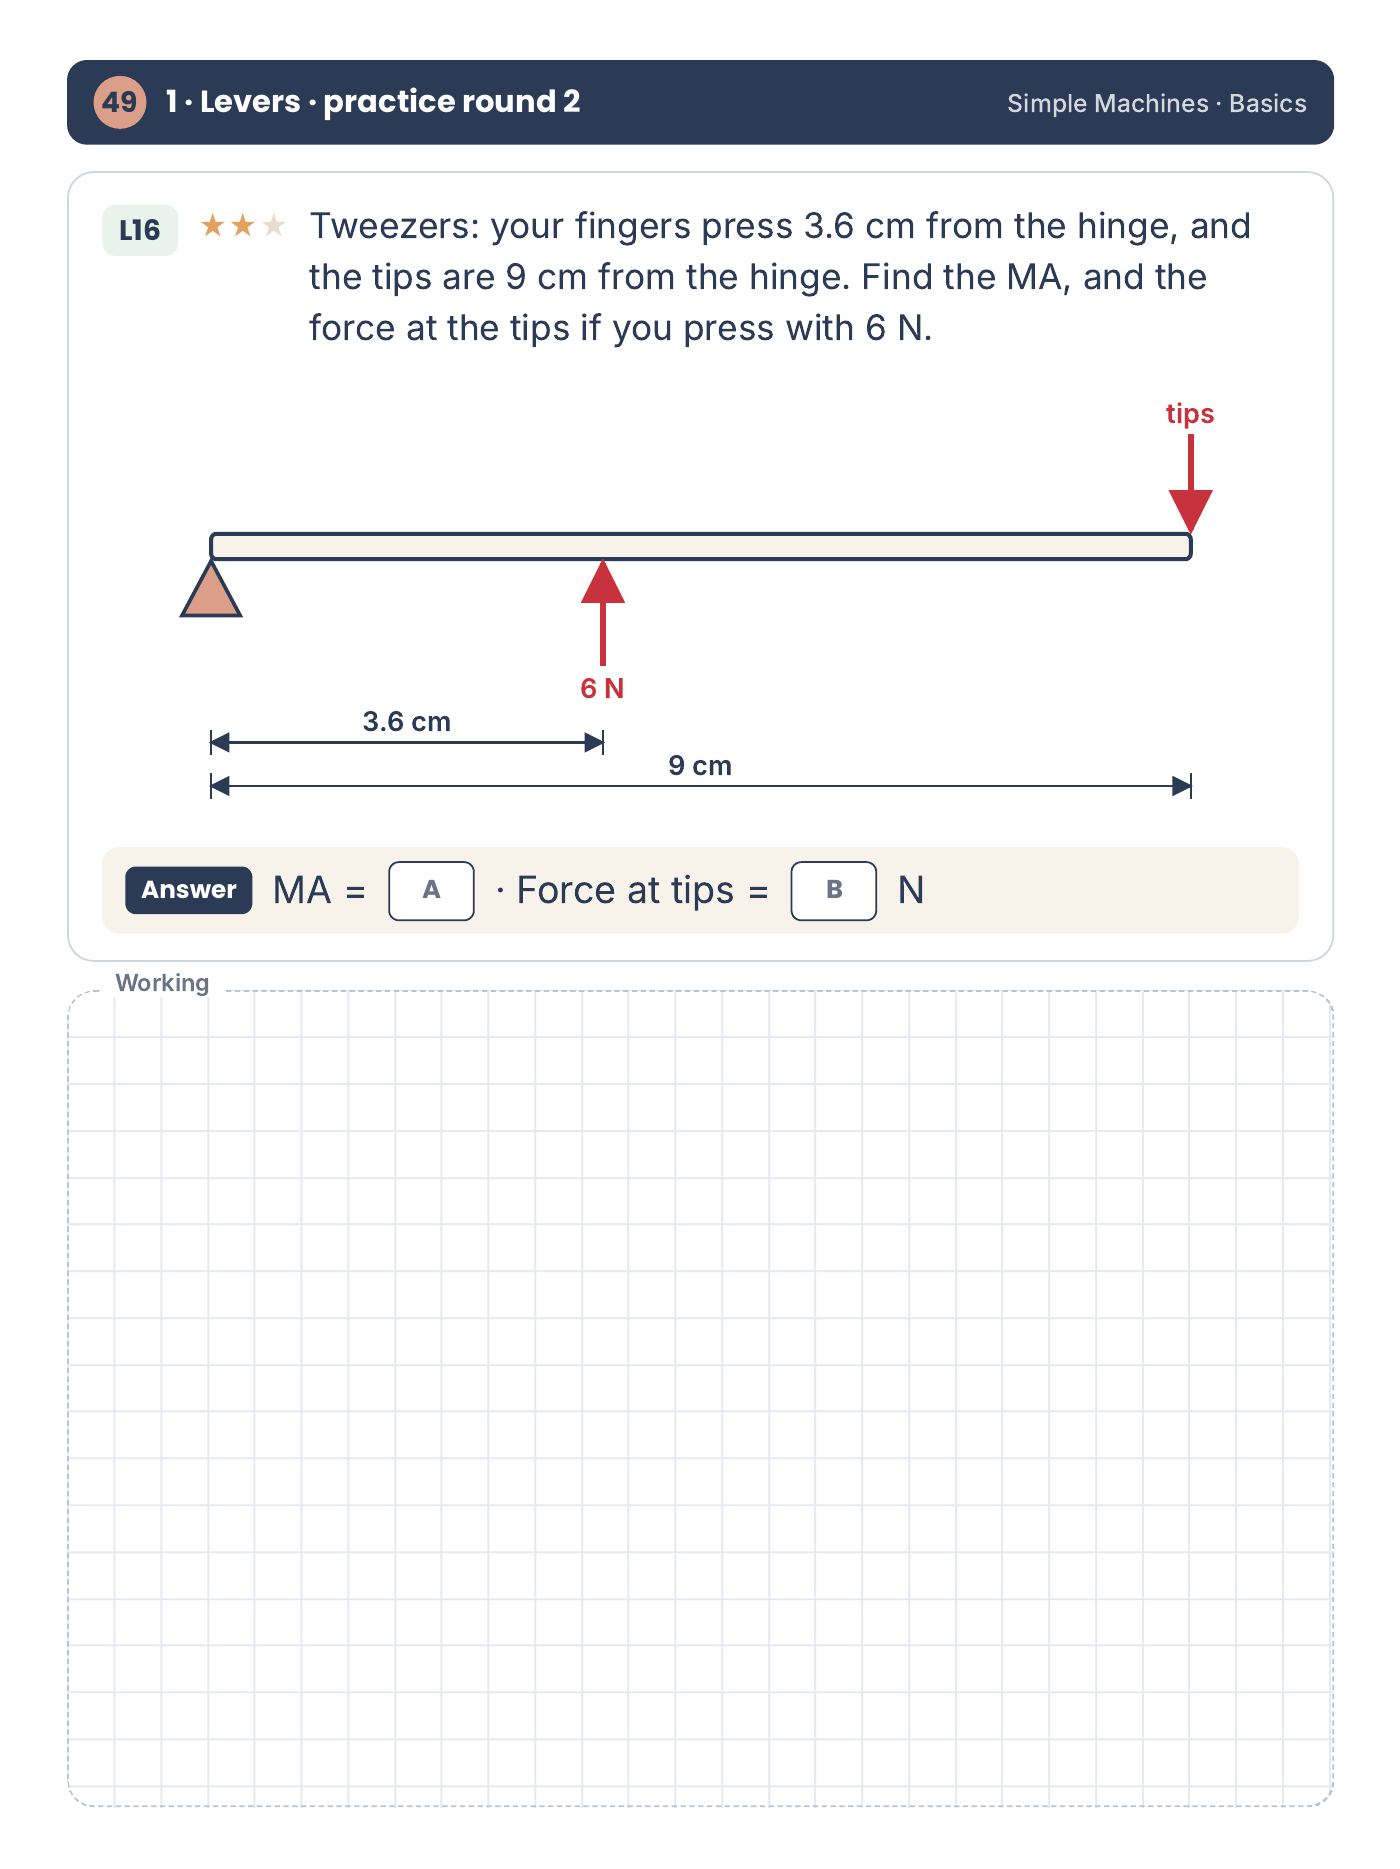 49 1 · Levers · practice round 2 Simple Machines · Basics
L16 ★★★ Tweezers: your fingers press 3.6 cm from the hinge, and
the tips are 9 cm from the hinge. Find the MA, and the
force at the tips if you press with 6 N.
tips
6 N
3.6 cm
9 cm
Answer MA = A · Force at tips = B N
Working